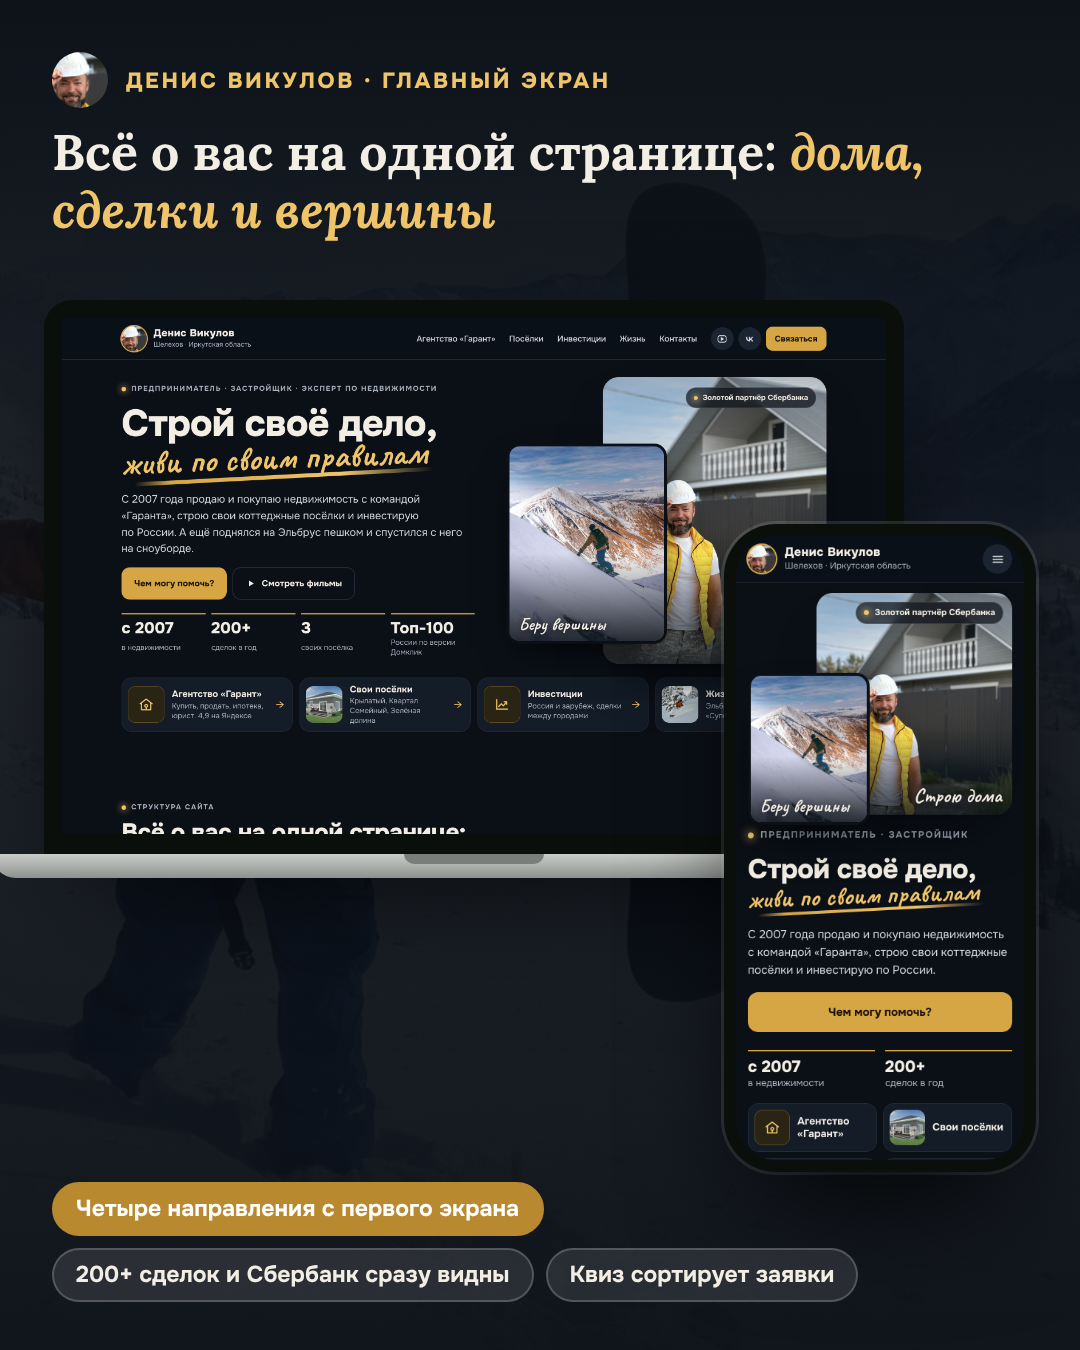 ДЕНИС ВИКУЛОВ · ГЛАВНЫЙ ЭКРАН
Всё о вас на одной странице: дома,
сделки и вершины
Денис Викулов
Шелехов · Иркутская область
Агентство «Гарант»
Посёлки
Инвестиции
Жизнь
Контакты
Связаться
ПРЕДПРИНИМАТЕЛЬ · ЗАСТРОЙЩИК · ЭКСПЕРТ ПО НЕДВИЖИМОСТИ
Строй своё дело,
живи по своим правилам
С 2007 года продаю и покупаю недвижимость с командой
«Гаранта», строю свои коттеджные посёлки и инвестирую
по России. А ещё поднялся на Эльбрус пешком и спустился с него
на сноуборде.
Чем могу помочь?
Смотреть фильмы
с 2007
в недвижимости
200+
сделок в год
3
своих посёлка
Топ-100
России по версии
Домклик
Золотой партнёр Сбербанка
Беру вершины
Агентство «Гарант»
Купить, продать, ипотека,
юрист. 4,9 на Яндексе
Свои посёлки
Крылатый, Квартал
Семейный, Зелёная
долина
Инвестиции
Россия и зарубеж, сделки
между городами
СТРУКТУРА САЙТА
Всё о вас на одной странице:
Денис Викулов
Шелехов · Иркутская область
Золотой партнёр Сбербанка
Беру вершины
Строю дома
ПРЕДПРИНИМАТЕЛЬ · ЗАСТРОЙЩИК
Строй своё дело,
живи по своим правилам
С 2007 года продаю и покупаю недвижимость
с командой «Гаранта», строю свои коттеджные
посёлки и инвестирую по России.
Чем могу помочь?
с 2007
в недвижимости
200+
сделок в год
Агентство
«Гарант»
Свои посёлки
Четыре направления с первого экрана
200+ сделок и Сбербанк сразу видны
Квиз сортирует заявки